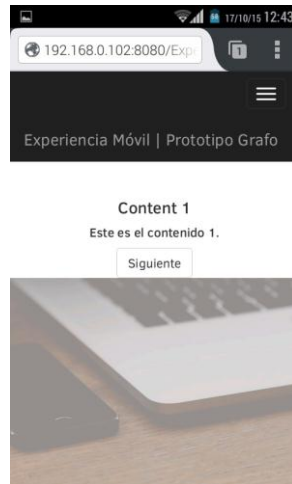 17/10/15 12:43
192.168.0.102:8080/Exp
1
Experiencia Móvil | Prototipo Grafo
Content 1
Este es el contenido 1.
Siguiente